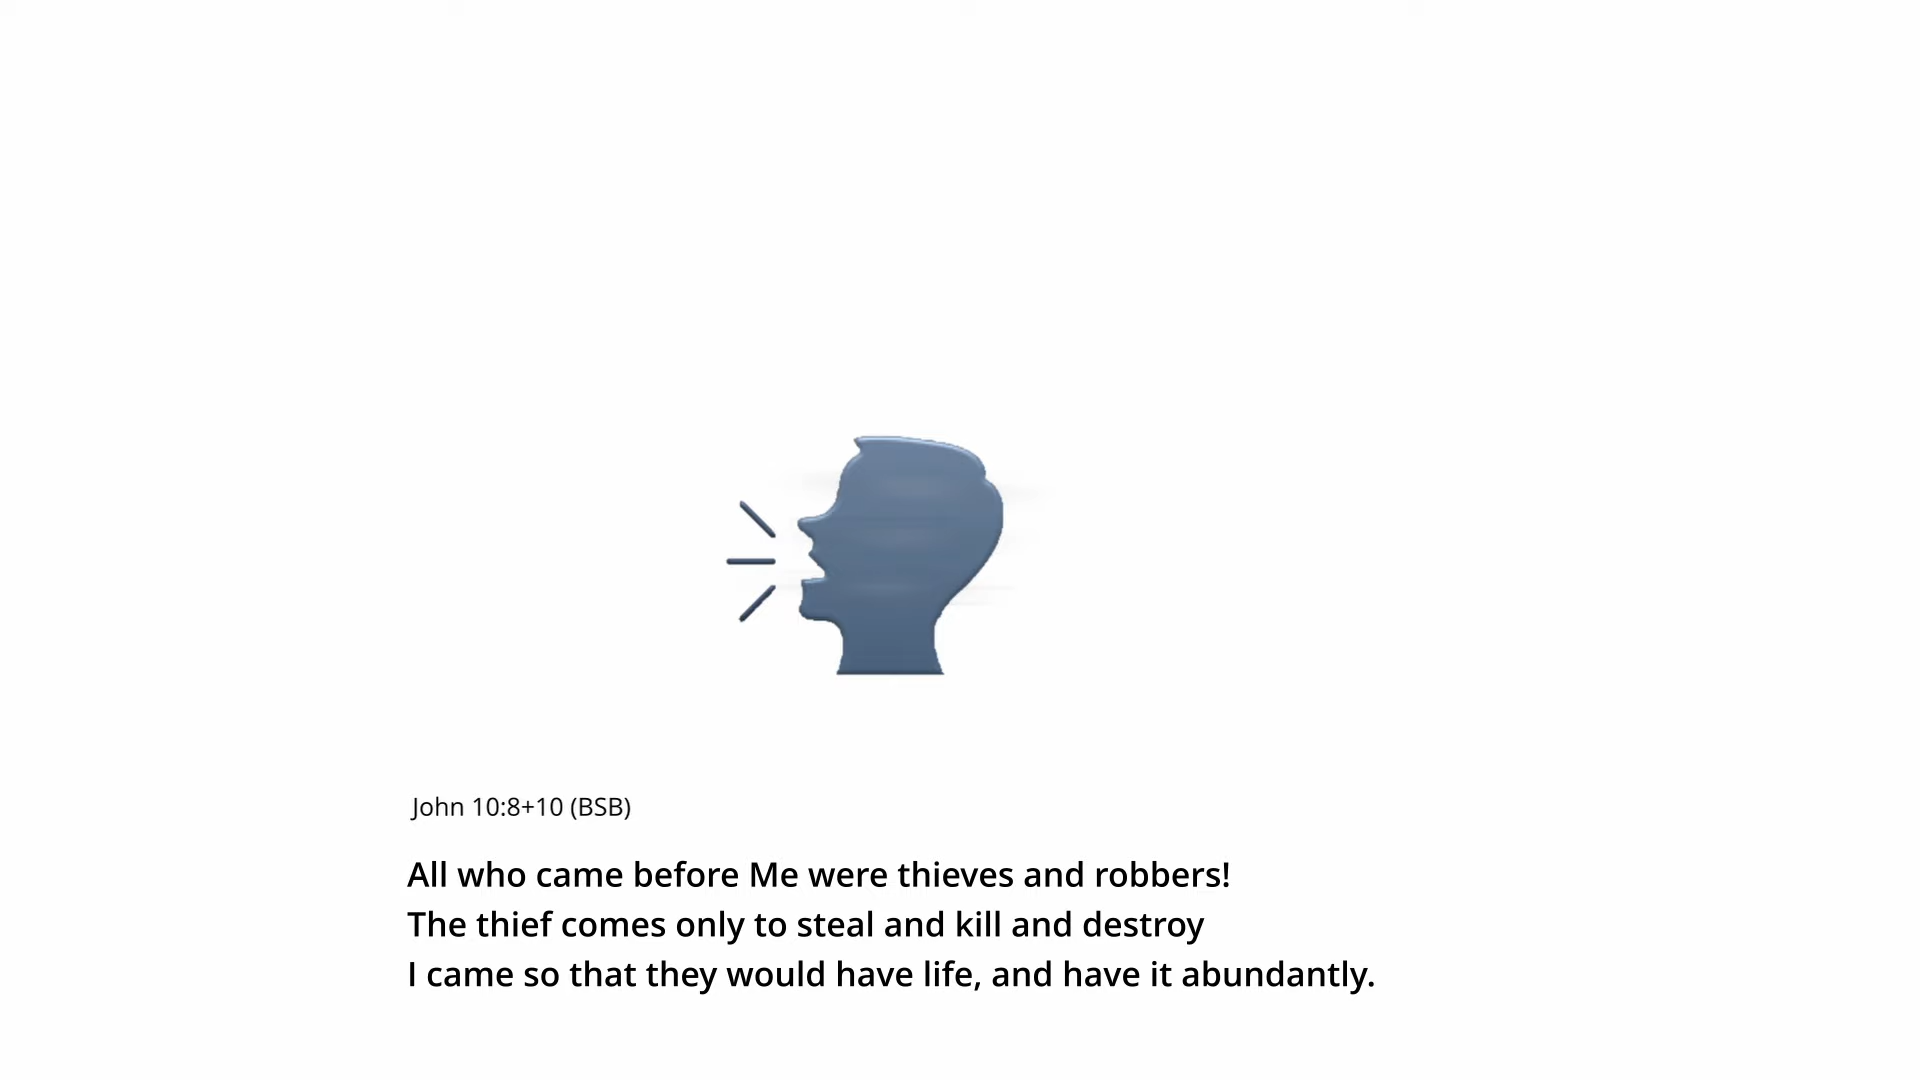 John 10:8+10 (BSB)
All who came before Me were thieves and robbers!
The thief comes only to steal and kill and destroy
I came so that they would have life, and have it abundantly.